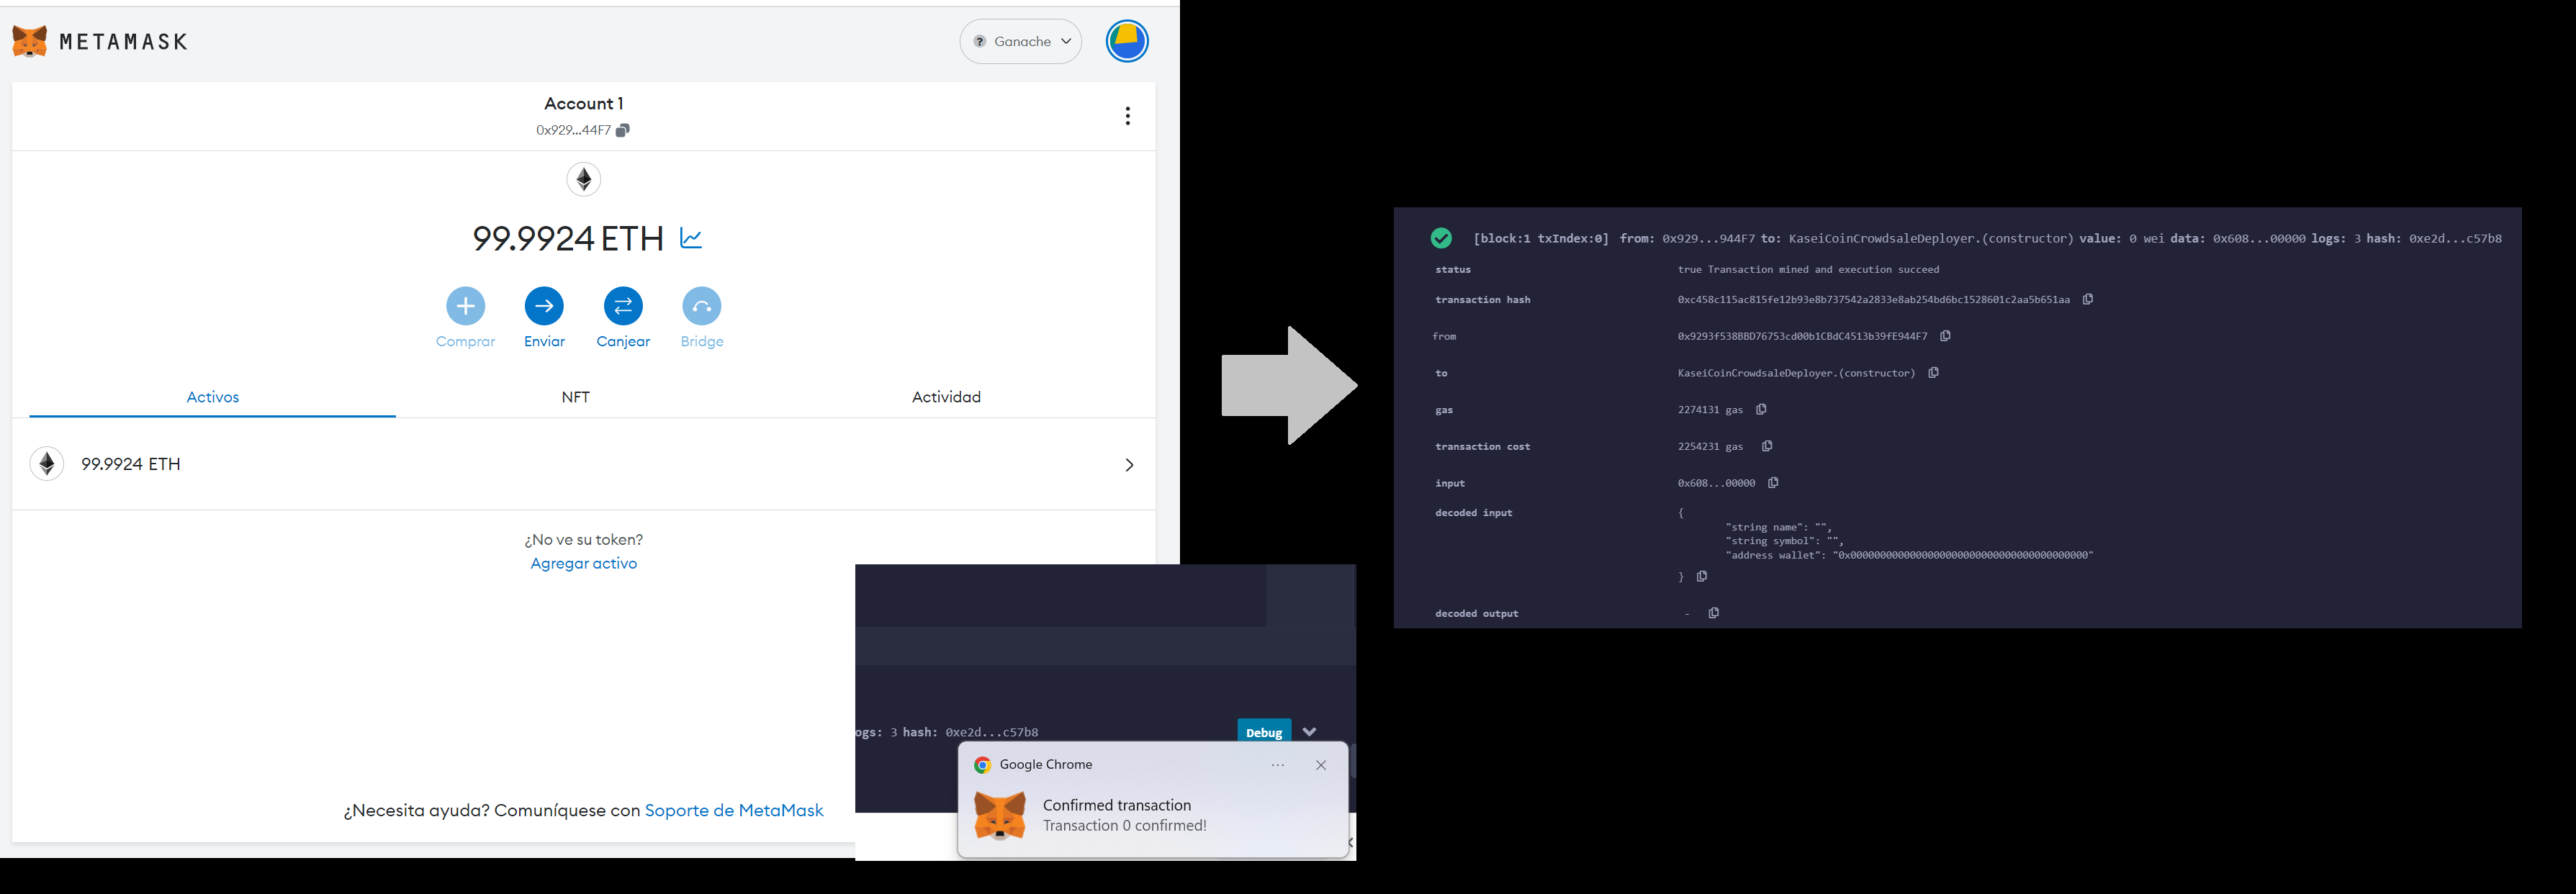 METAMASK
Ganache
Account 1
0x929...44F7
99.9924 ETH
Comprar Enviar Canjear Bridge
Activos NFT Actividad
99.9924 ETH
¿No ve su token?
Agregar activo
¿Necesita ayuda? Comuníquese con Soporte de MetaMask
ogs: 3 hash: 0xe2d...c57b8 Debug
Google Chrome
Confirmed transaction
Transaction 0 confirmed!
[block:1 txIndex:0] from: 0x929...944F7 to: KaseiCoinCrowdsaleDeployer.(constructor) value: 0 wei data: 0x608...00000 logs: 3 hash: 0xe2d...c57b8
status true Transaction mined and execution succeed
transaction hash 0xc458c115ac815fe12b93e8b737542a2833e8ab254bd6bc1528601c2aa5b651aa
from 0x9293f538BBD76753cd00b1CBdC4513b39fE944F7
to KaseiCoinCrowdsaleDeployer.(constructor)
gas 2274131 gas
transaction cost 2254231 gas
input 0x608...00000
decoded input {
"string name": "",
"string symbol": "",
"address wallet": "0x0000000000000000000000000000000000000000"
}
decoded output -